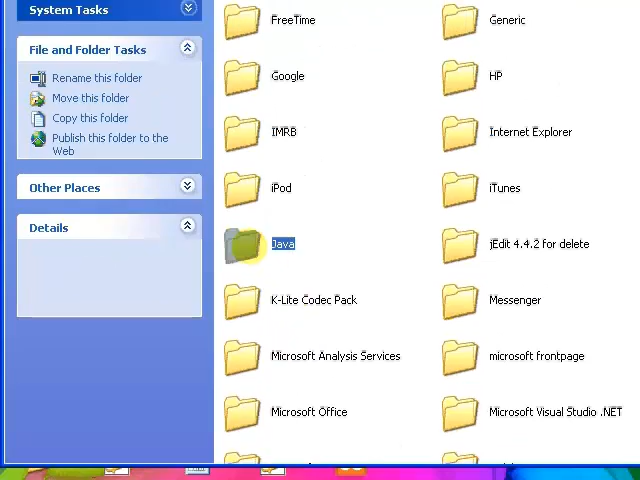 System Tasks
File and Folder Tasks
Rename this folder
Move this folder
Copy this folder
Publish this folder to the
Web
Other Places
Details
FreeTime
Generic
Google
HP
IMRB
Internet Explorer
iPod
iTunes
Java
jEdit 4.4.2 for delete
K-Lite Codec Pack
Messenger
Microsoft Analysis Services
microsoft frontpage
Microsoft Office
Microsoft Visual Studio .NET